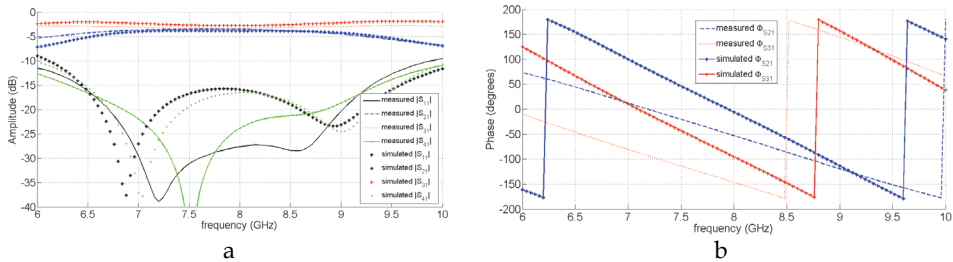 0
-5
-10
-15
-20
-25
-30
-35
-40
Amplitude (dB)
measured |S11|
measured |S21|
measured |S31|
measured |S41|
simulated |S11|
simulated |S21|
simulated |S31|
simulated |S41|
6 6.5 7 7.5 8 8.5 9 9.5 10
frequency (GHz)
a
200
150
100
50
0
-50
-100
-150
-200
Phase (degrees)
measured ΦS21
measured ΦS31
simulated ΦS21
simulated ΦS31
6 6.5 7 7.5 8 8.5 9 9.5 10
frequency (GHz)
b